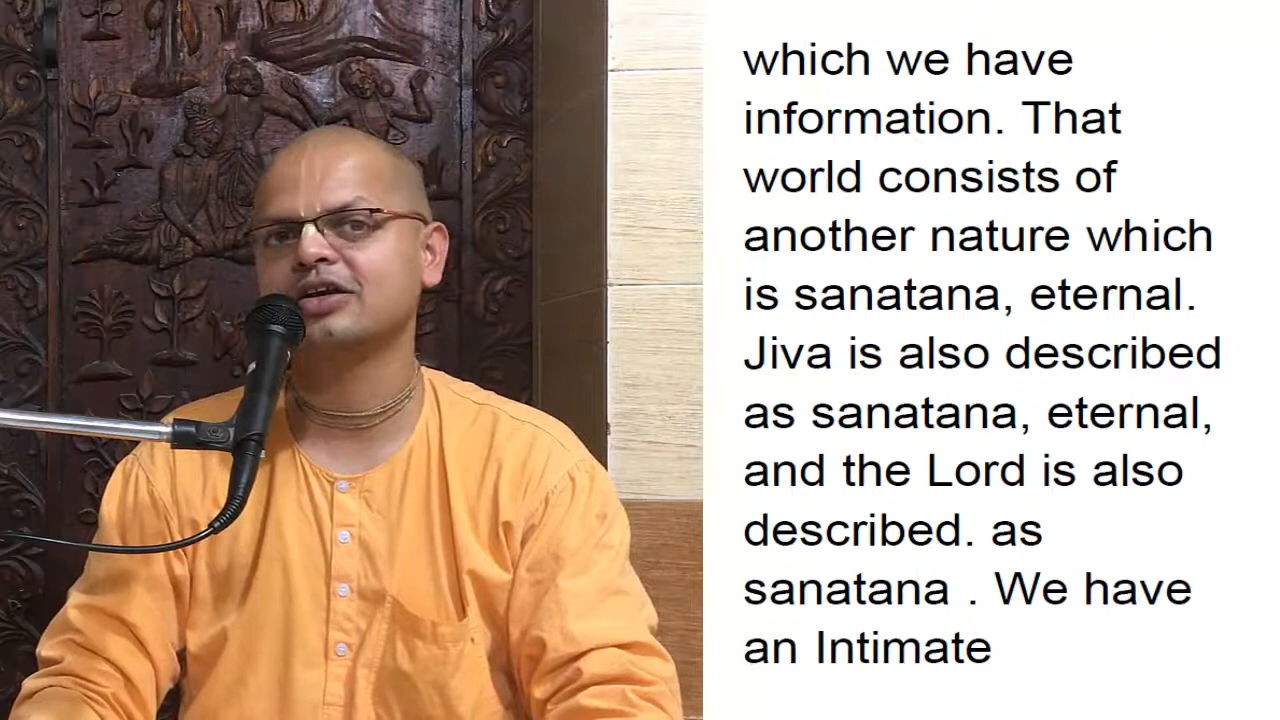 which we have
information. That
world consists of
another nature which
is sanatana, eternal.
Jiva is also described
as sanatana, eternal,
and the Lord is also
described. as
sanatana . We have
an Intimate